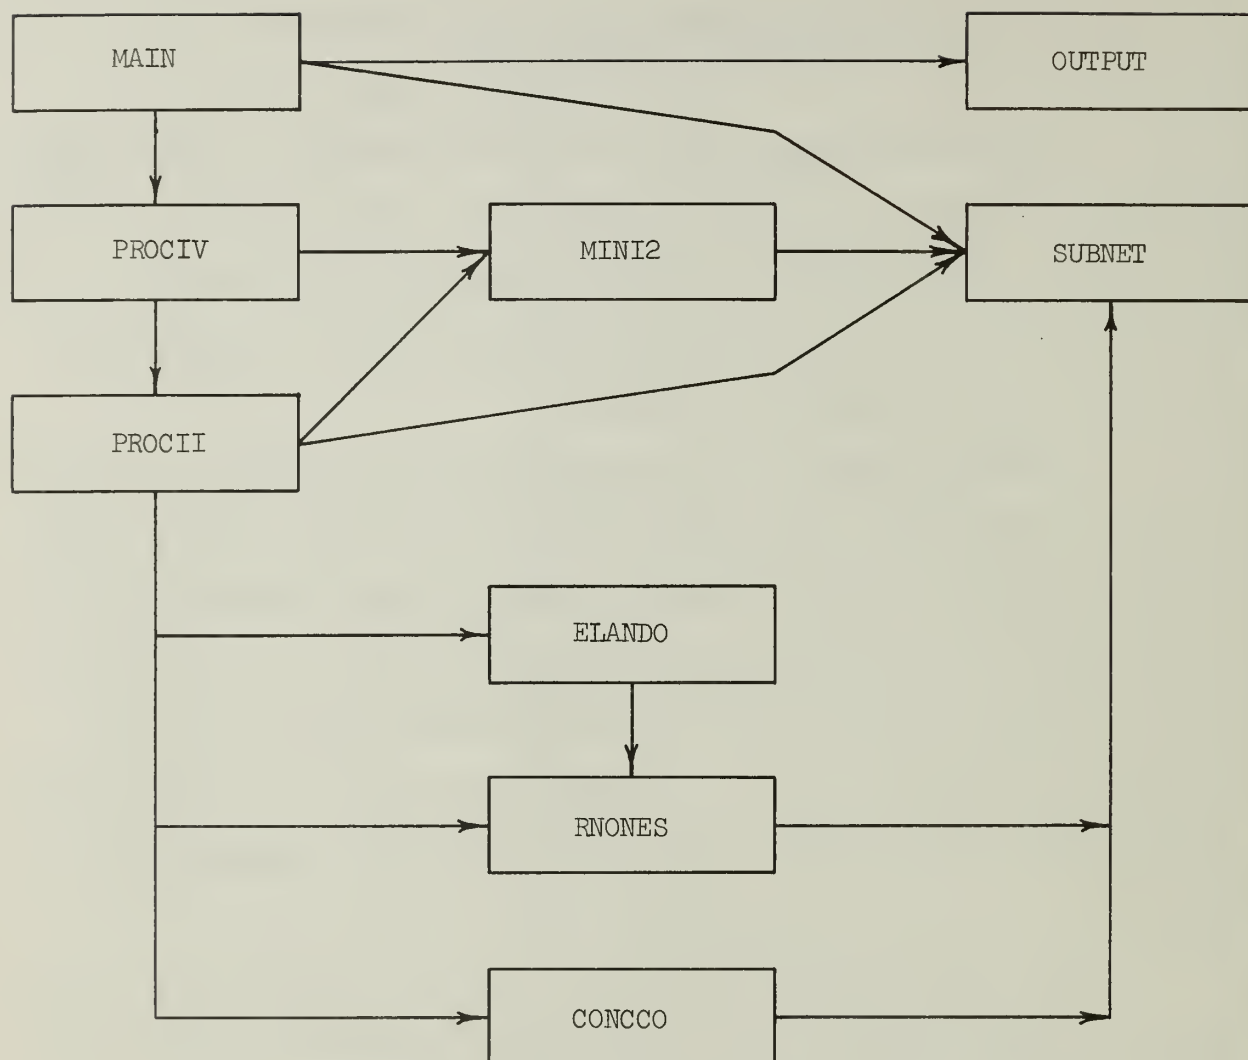 MAIN
OUTPUT
PROCIV
MINI2
SUBNET
PROCII
ELANDO
RNONES
CONCCO